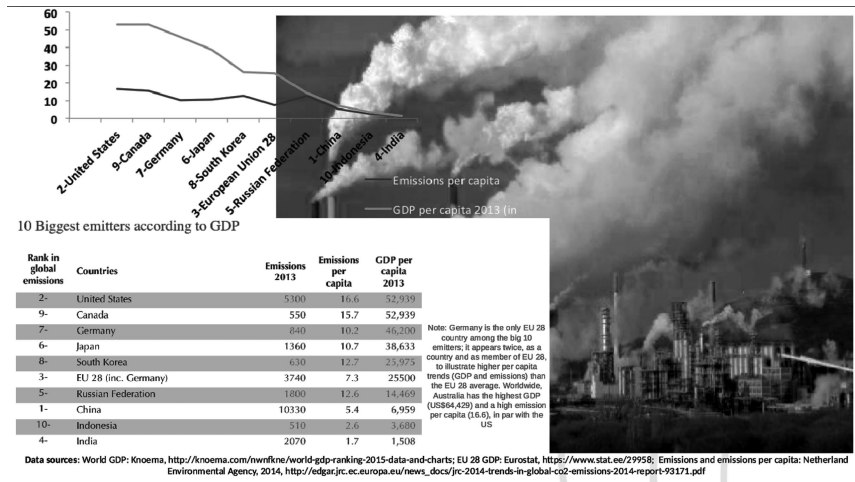 60
50
40
30
20
10
0
2-United States
9-Canada
7-Germany
6-Japan
8-South Korea
3-European Union 28
5-Russian Federation
1-China
10-Indonesia
4-India
Emissions per capita
GDP per capita 2013 (in
10 Biggest emitters according to GDP
Rank in global emissions Countries Emissions 2013 Emissions per capita GDP per capita 2013
2- United States 5300 16.6 52,939
9- Canada 550 15.7 52,939
7- Germany 840 10.2 46,200
6- Japan 1360 10.7 38,633
8- South Korea 630 12.7 25,975
3- EU 28 (inc. Germany) 3740 7.3 25500
5- Russian Federation 1800 12.6 14,469
1- China 10330 5.4 6,959
10- Indonesia 510 2.6 3,680
4- India 2070 1.7 1,508
Note: Germany is the only EU 28
country among the big 10
emitters; it appears twice, as a
country and as member of EU 28,
to illustrate higher per capita
trends (GDP and emissions) than
the EU 28 average. Worldwide,
Australia has the highest GDP
(US$64,429) and a high emission
per capita (16.6), in par with the
US
Data sources: World GDP: Knoema, http://knoema.com/nwnfkne/world-gdp-ranking-2015-data-and-charts; EU 28 GDP: Eurostat, https://www.stat.ee/29958; Emissions and emissions per capita: Netherland
Environmental Agency, 2014, http://edgar.jrc.ec.europa.eu/news_docs/jrc-2014-trends-in-global-co2-emissions-2014-report-93171.pdf